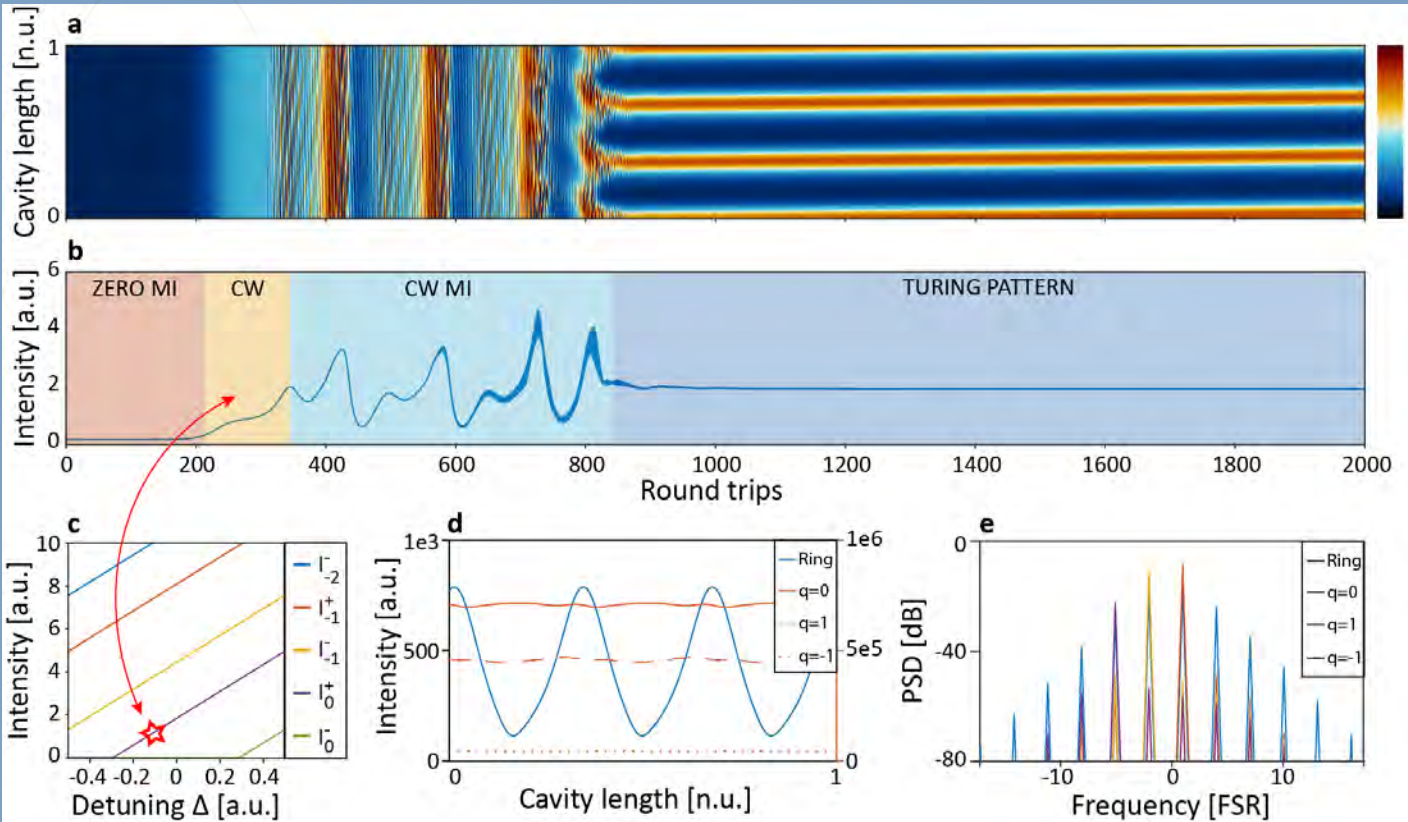 a
Cavity length [n.u.]
1
0
b
Intensity [a.u.]
6
4
2
0
ZERO MI
CW
CW MI
TURING PATTERN
0 200 400 600 800 1000 1200 1400 1600 1800 2000
Round trips
c
Intensity [a.u.]
10
8
6
4
2
0
-0.4 -0.2 0 0.2 0.4
Detuning Δ [a.u.]
I⁻₋₂
I⁺₋₁
I⁻₋₁
I⁺₀
I⁻₀
d
Intensity [a.u.]
1e3
500
0
1e6
5e5
0
Ring
q=0
q=1
q=-1
0 1
Cavity length [n.u.]
e
PSD [dB]
0
-40
-80
Ring
q=0
q=1
q=-1
-10 0 10
Frequency [FSR]